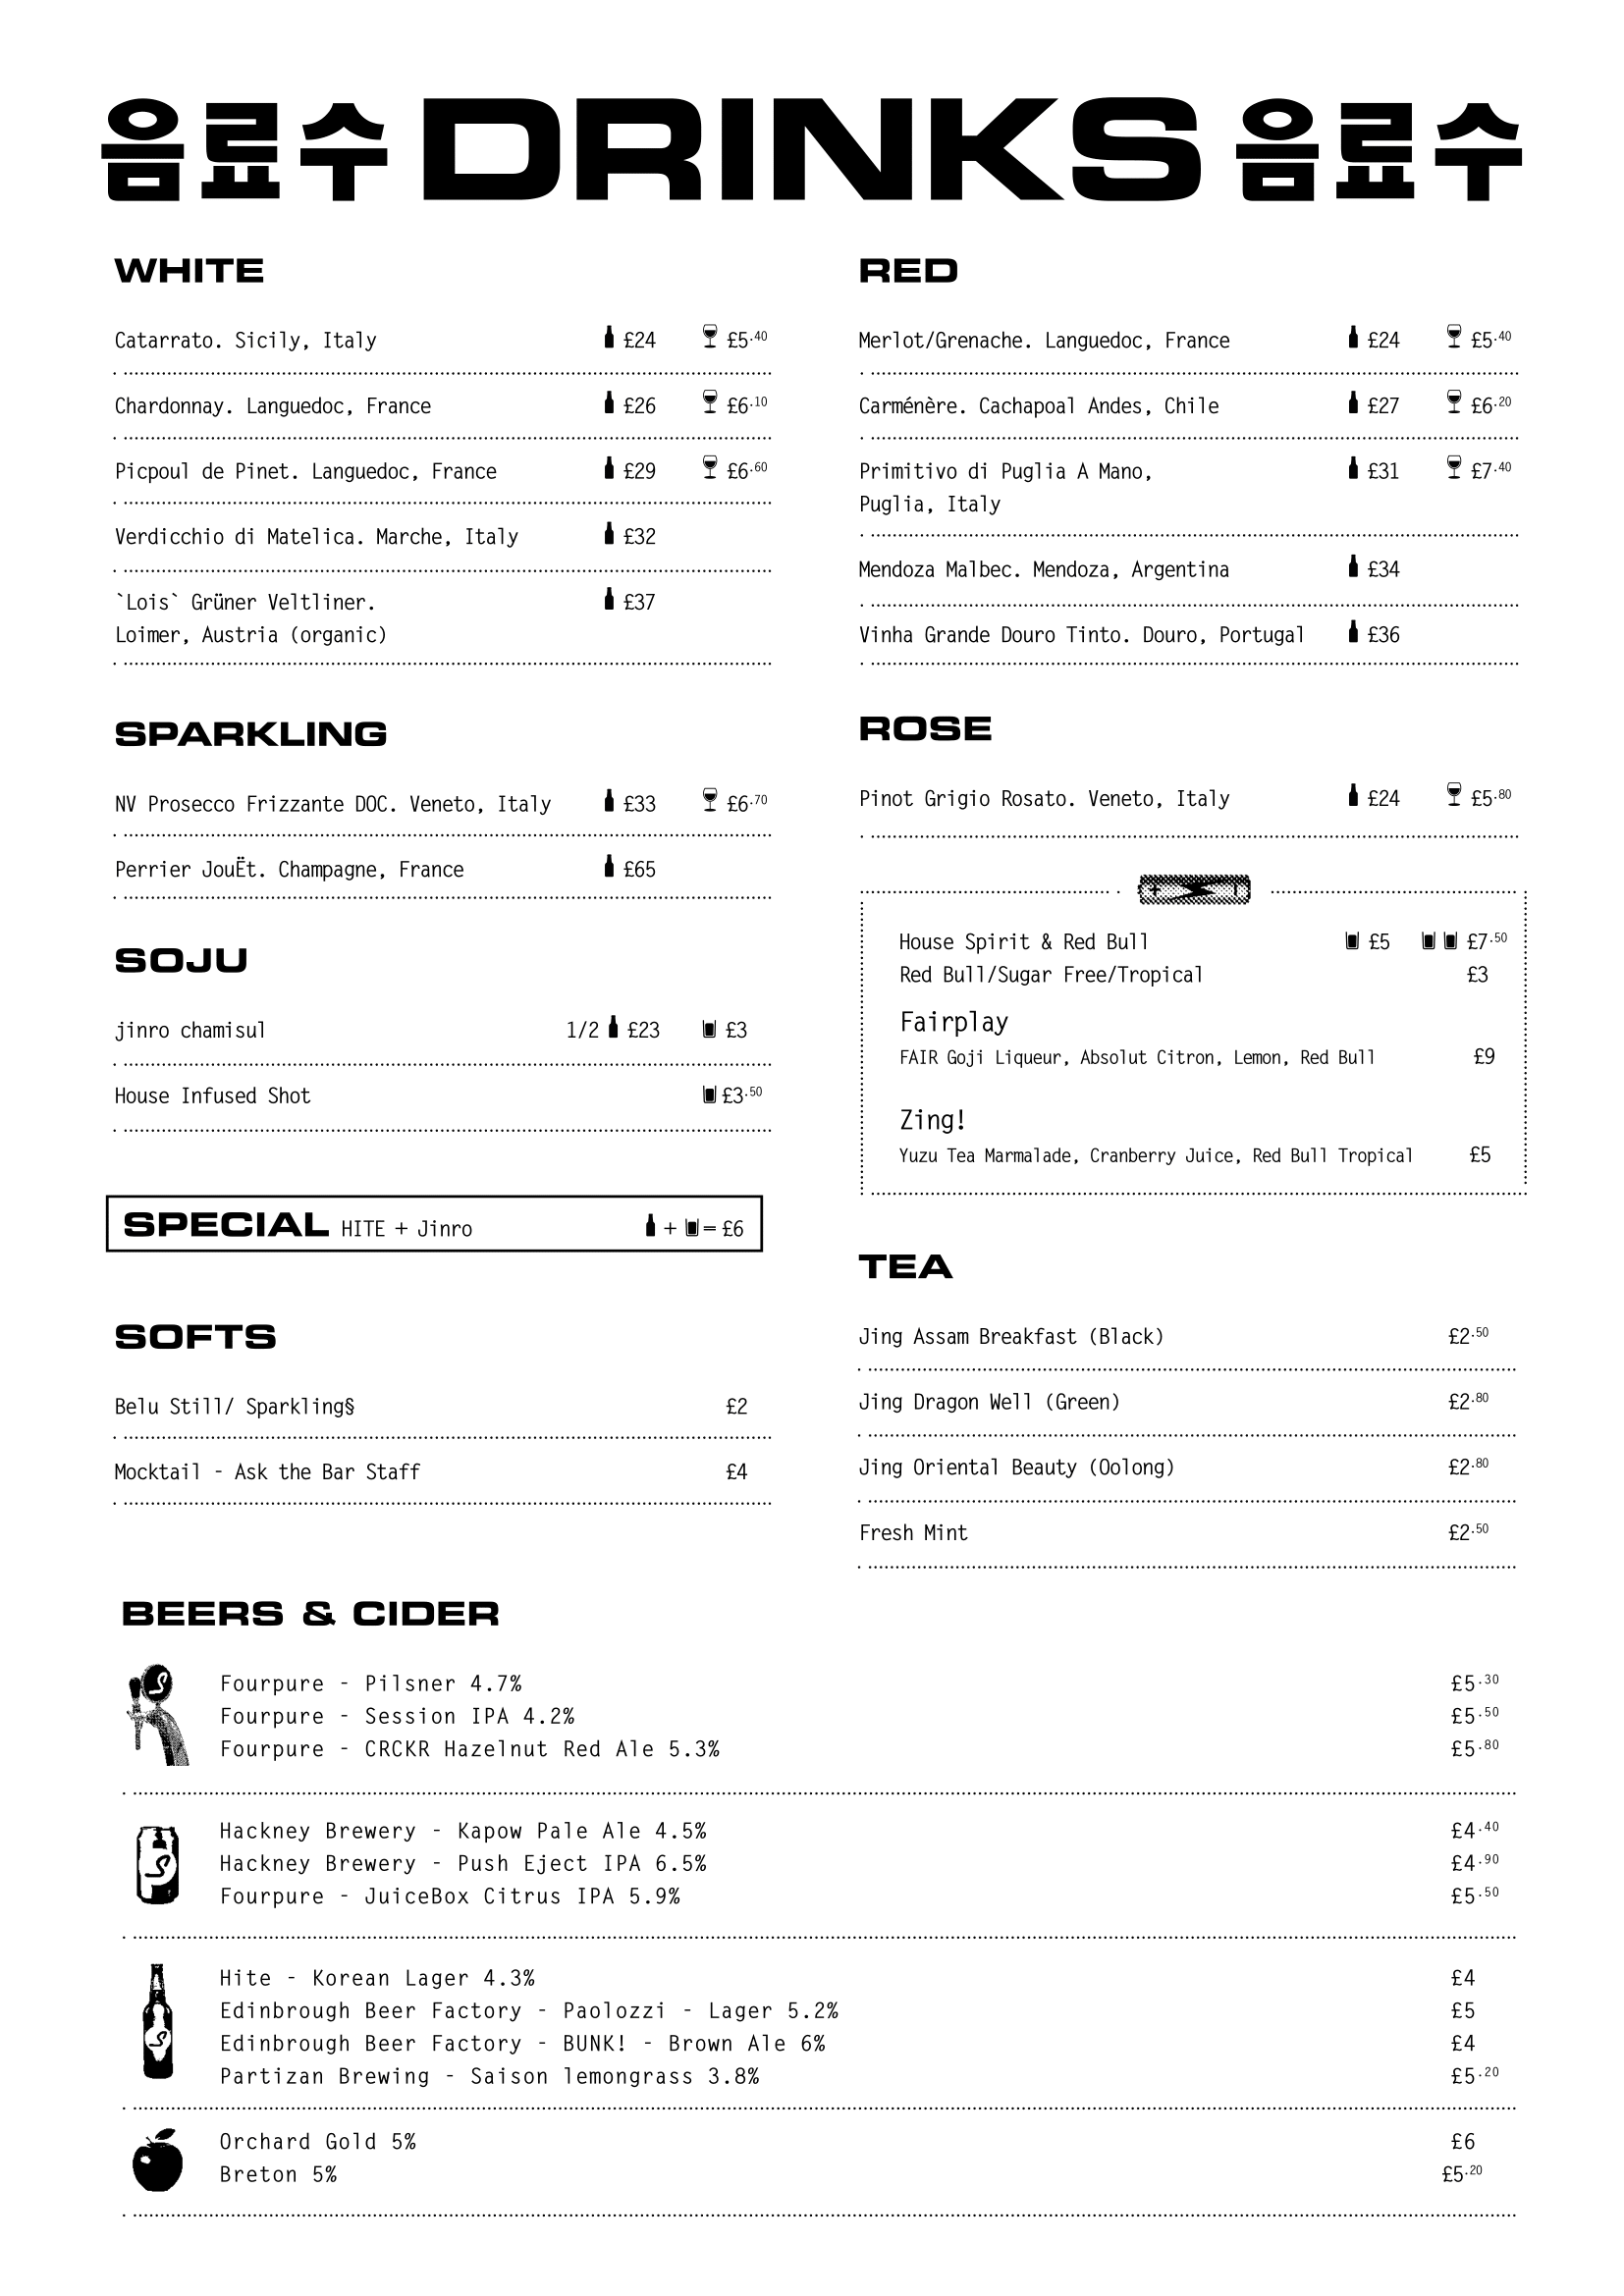 음료수 DRINKS 음료수
WHITE
Catarrato. Sicily, Italy £24 £5.40
Chardonnay. Languedoc, France £26 £6.10
Picpoul de Pinet. Languedoc, France £29 £6.60
Verdicchio di Matelica. Marche, Italy £32
`Lois` Grüner Veltliner. £37
Loimer, Austria (organic)
SPARKLING
NV Prosecco Frizzante DOC. Veneto, Italy £33 £6.70
Perrier JouËt. Champagne, France £65
SOJU
jinro chamisul 1/2 £23 £3
House Infused Shot £3.50
SPECIAL HITE + Jinro + = £6
SOFTS
Belu Still/ Sparkling§ £2
Mocktail - Ask the Bar Staff £4
RED
Merlot/Grenache. Languedoc, France £24 £5.40
Carménère. Cachapoal Andes, Chile £27 £6.20
Primitivo di Puglia A Mano, £31 £7.40
Puglia, Italy
Mendoza Malbec. Mendoza, Argentina £34
Vinha Grande Douro Tinto. Douro, Portugal £36
ROSE
Pinot Grigio Rosato. Veneto, Italy £24 £5.80
House Spirit & Red Bull £5 £7.50
Red Bull/Sugar Free/Tropical £3
Fairplay
FAIR Goji Liqueur, Absolut Citron, Lemon, Red Bull £9
Zing!
Yuzu Tea Marmalade, Cranberry Juice, Red Bull Tropical £5
TEA
Jing Assam Breakfast (Black) £2.50
Jing Dragon Well (Green) £2.80
Jing Oriental Beauty (Oolong) £2.80
Fresh Mint £2.50
BEERS & CIDER
Fourpure - Pilsner 4.7% £5.30
Fourpure - Session IPA 4.2% £5.50
Fourpure - CRCKR Hazelnut Red Ale 5.3% £5.80
Hackney Brewery - Kapow Pale Ale 4.5% £4.40
Hackney Brewery - Push Eject IPA 6.5% £4.90
Fourpure - JuiceBox Citrus IPA 5.9% £5.50
Hite - Korean Lager 4.3% £4
Edinbrough Beer Factory - Paolozzi - Lager 5.2% £5
Edinbrough Beer Factory - BUNK! - Brown Ale 6% £4
Partizan Brewing - Saison lemongrass 3.8% £5.20
Orchard Gold 5% £6
Breton 5% £5.20